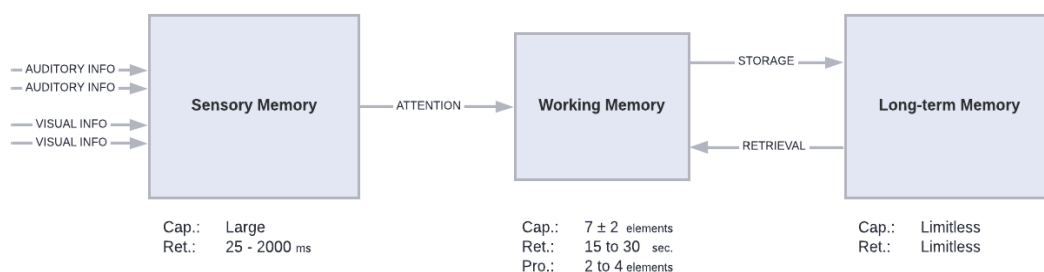 AUDITORY INFO
AUDITORY INFO
VISUAL INFO
VISUAL INFO
Sensory Memory
Cap.: Large
Ret.: 25 - 2000 ms
ATTENTION
Working Memory
Cap.: 7 ± 2 elements
Ret.: 15 to 30 sec.
Pro.: 2 to 4 elements
STORAGE
RETRIEVAL
Long-term Memory
Cap.: Limitless
Ret.: Limitless